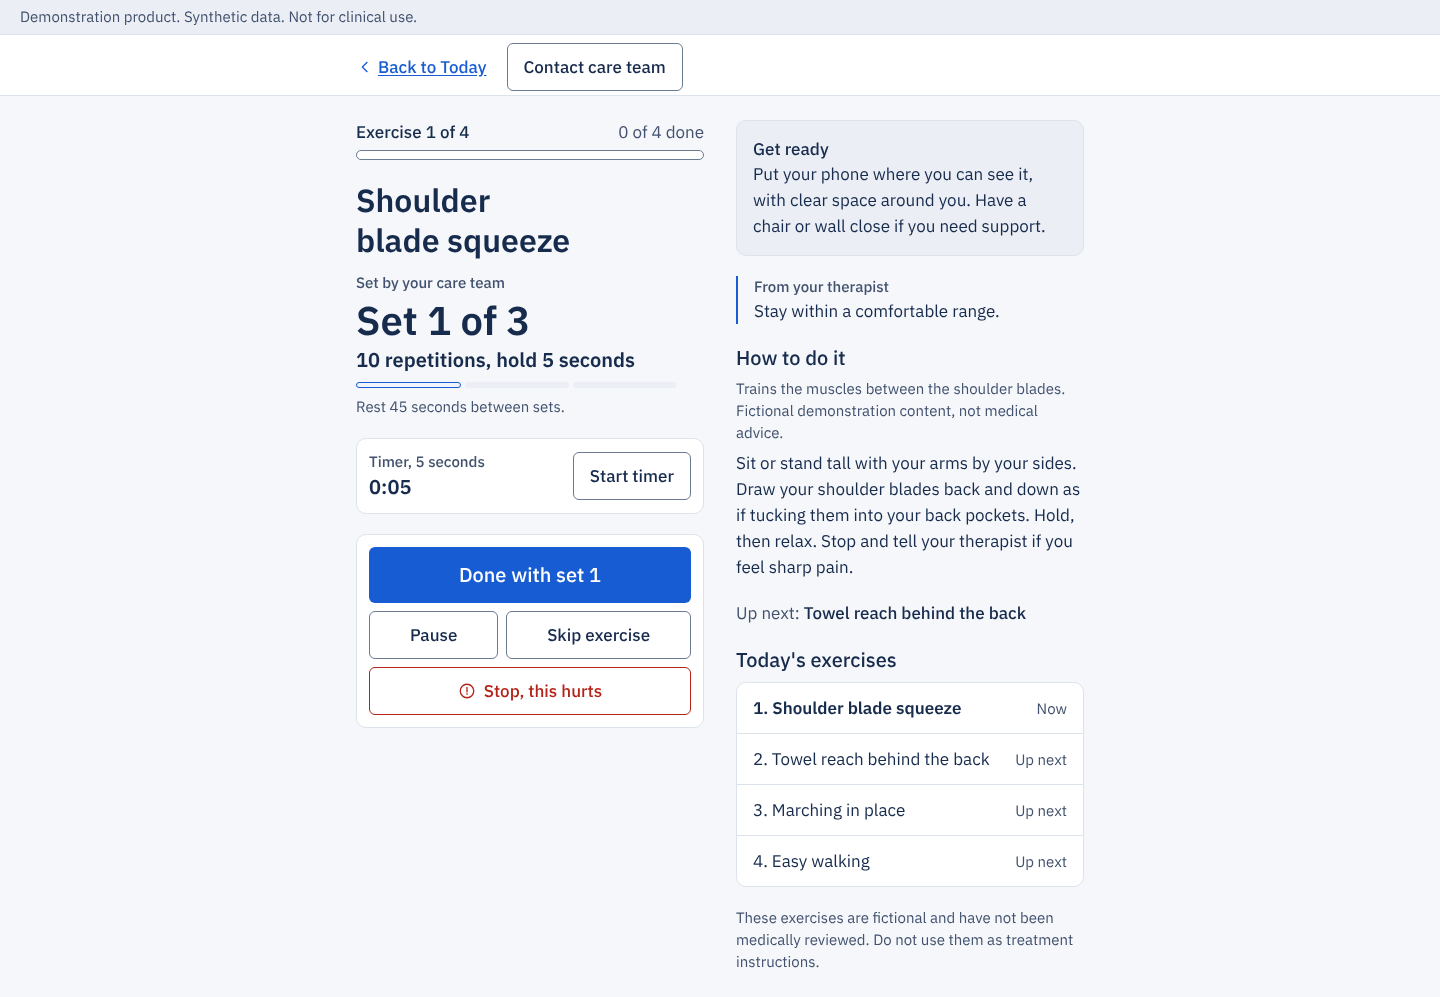 Demonstration product. Synthetic data. Not for clinical use.
Back to Today
Contact care team
Exercise 1 of 4
0 of 4 done
Shoulder
blade squeeze
Set by your care team
Set 1 of 3
10 repetitions, hold 5 seconds
Rest 45 seconds between sets.
Timer, 5 seconds
0:05
Start timer
Done with set 1
Pause
Skip exercise
Stop, this hurts
Get ready
Put your phone where you can see it,
with clear space around you. Have a
chair or wall close if you need support.
From your therapist
Stay within a comfortable range.
How to do it
Trains the muscles between the shoulder blades.
Fictional demonstration content, not medical
advice.
Sit or stand tall with your arms by your sides.
Draw your shoulder blades back and down as
if tucking them into your back pockets. Hold,
then relax. Stop and tell your therapist if you
feel sharp pain.
Up next: Towel reach behind the back
Today's exercises
1. Shoulder blade squeeze
Now
2. Towel reach behind the back
Up next
3. Marching in place
Up next
4. Easy walking
Up next
These exercises are fictional and have not been
medically reviewed. Do not use them as treatment
instructions.